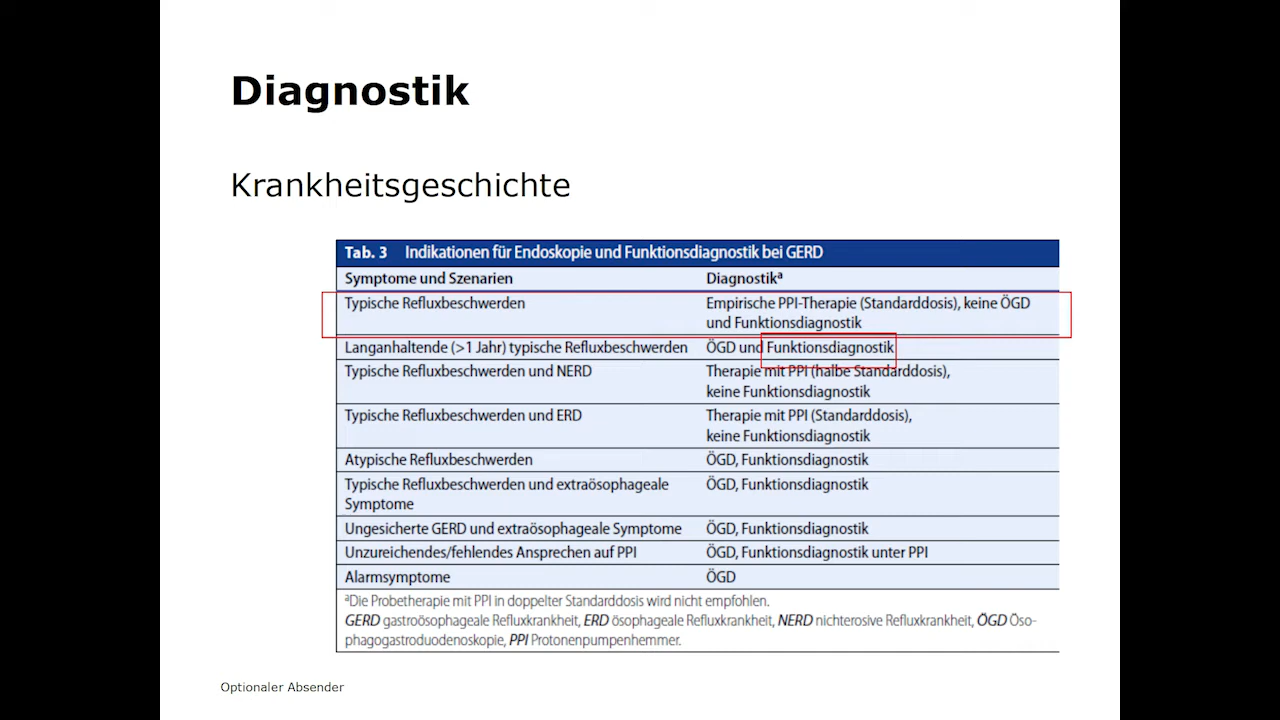 Diagnostik
Krankheitsgeschichte
Tab. 3 Indikationen für Endoskopie und Funktionsdiagnostik bei GERD
Symptome und Szenarien Diagnostikᵃ
Typische Refluxbeschwerden Empirische PPI-Therapie (Standarddosis), keine ÖGD
und Funktionsdiagnostik
Langanhaltende (>1 Jahr) typische Refluxbeschwerden ÖGD und Funktionsdiagnostik
Typische Refluxbeschwerden und NERD Therapie mit PPI (halbe Standarddosis),
keine Funktionsdiagnostik
Typische Refluxbeschwerden und ERD Therapie mit PPI (Standarddosis),
keine Funktionsdiagnostik
Atypische Refluxbeschwerden ÖGD, Funktionsdiagnostik
Typische Refluxbeschwerden und extraösophageale ÖGD, Funktionsdiagnostik
Symptome
Ungesicherte GERD und extraösophageale Symptome ÖGD, Funktionsdiagnostik
Unzureichendes/fehlendes Ansprechen auf PPI ÖGD, Funktionsdiagnostik unter PPI
Alarmsymptome ÖGD
ᵃDie Probetherapie mit PPI in doppelter Standarddosis wird nicht empfohlen.
GERD gastroösophageale Refluxkrankheit, ERD ösophageale Refluxkrankheit, NERD nichterosive Refluxkrankheit, ÖGD Öso-
phagogastroduodenoskopie, PPI Protonenpumpenhemmer.
Optionaler Absender